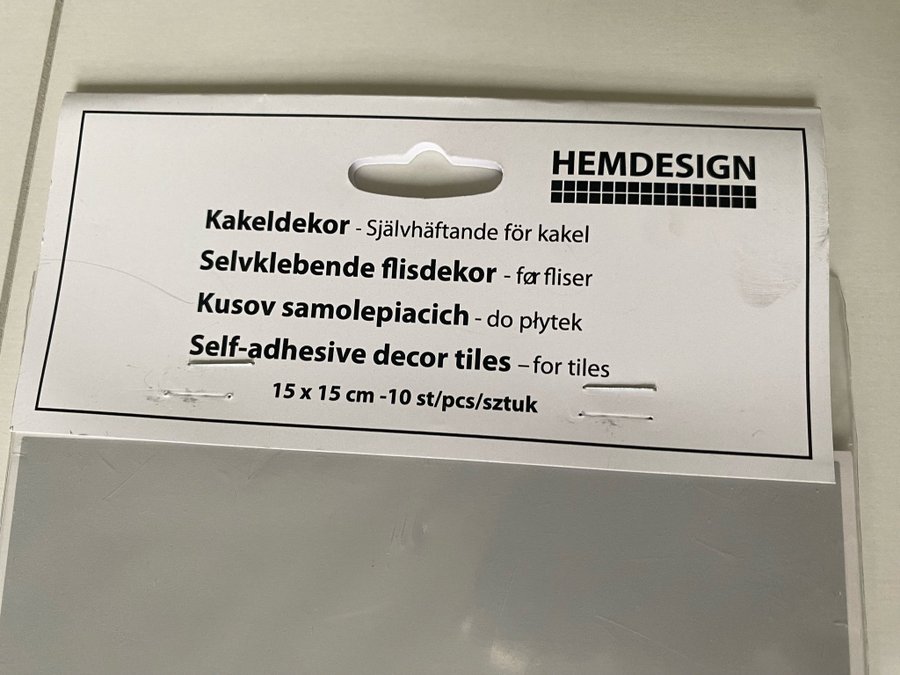 HEMDESIGN
Kakeldekor - Självhäftande för kakel
Selvklebende flisdekor - før fliser
Kusov samolepiacich - do płytek
Self-adhesive decor tiles – for tiles
15 x 15 cm -10 st/pcs/sztuk